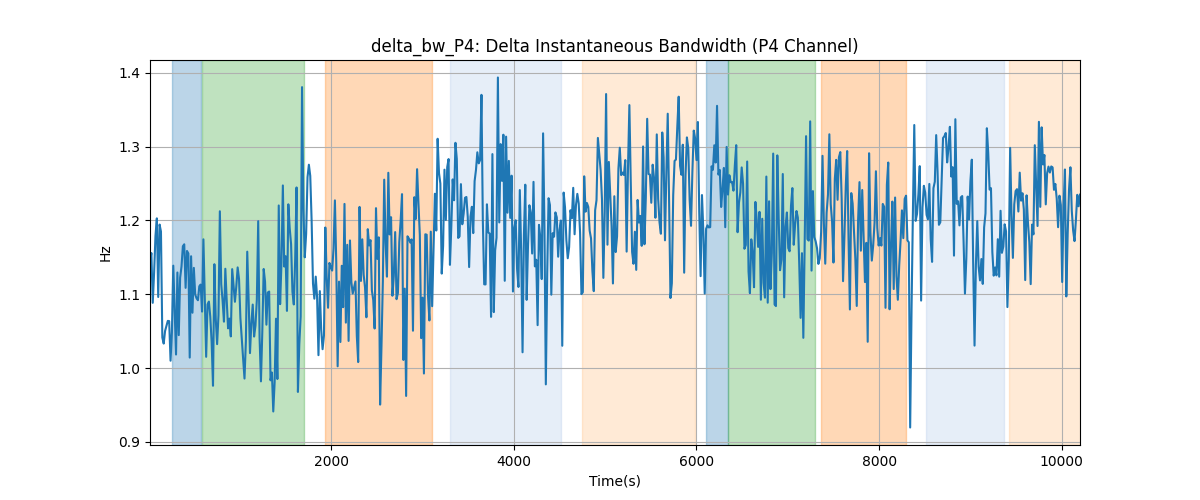 delta_bw_P4: Delta Instantaneous Bandwidth (P4 Channel)
1.4
1.3
1.2
1.1
1.0
0.9
Hz
2000 4000 6000 8000 10000
Time(s)